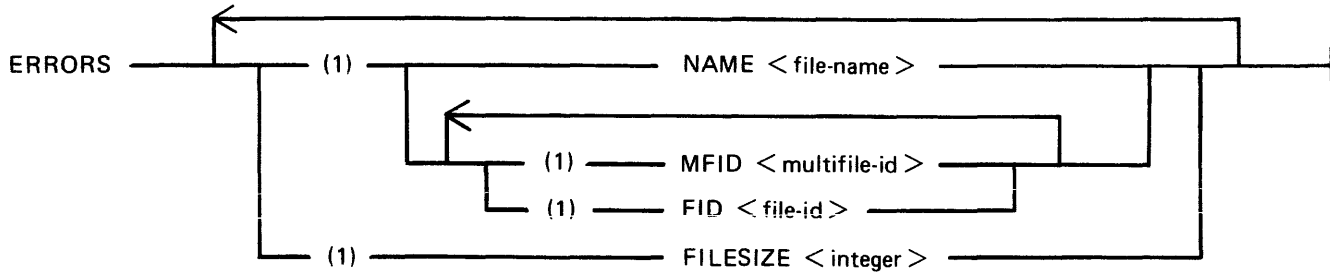 ERRORS (1) NAME <file-name>
(1) MFID <multifile-id>
(1) FID <file-id>
(1) FILESIZE <integer>